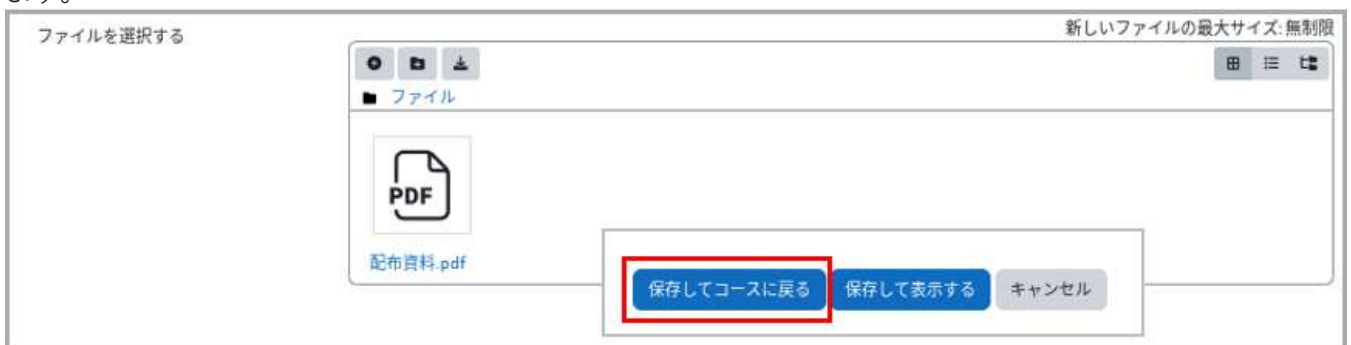 ます。
新しいファイルの最大サイズ: 無制限
ファイルを選択する
ファイル
PDF
配布資料.pdf
保存してコースに戻る 保存して表示する キャンセル